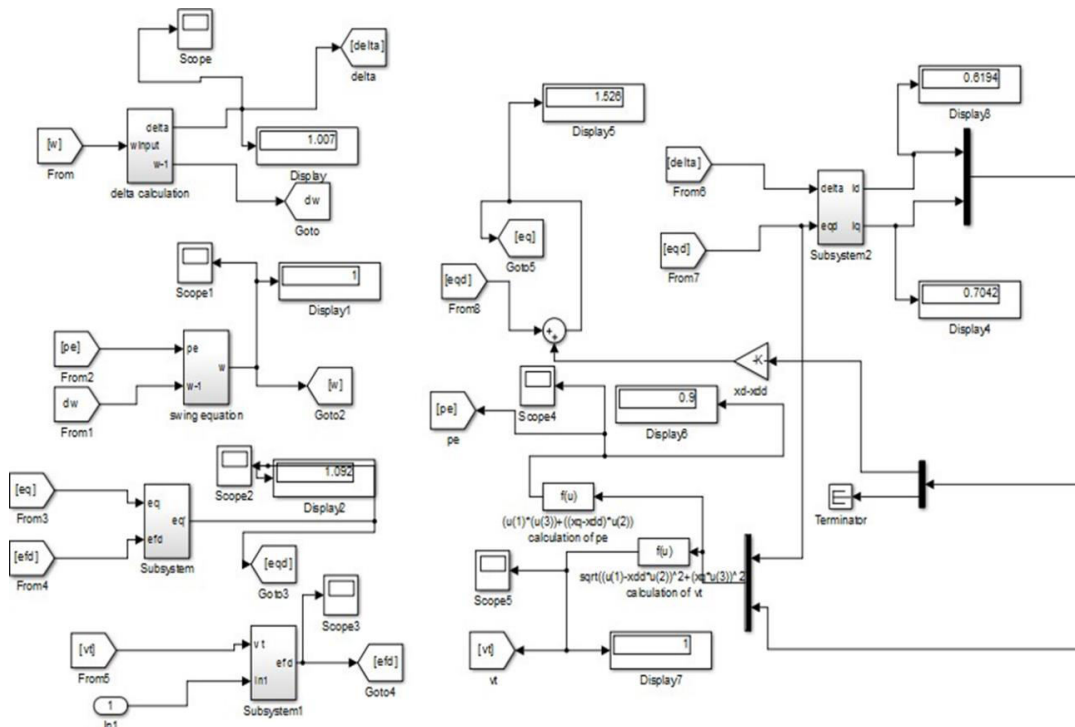 Scope
[delta]
delta
[w]
From
wInput
delta
w-1
delta calculation
1.007
Display
dw
Goto
Scope1
1
Display1
[pe]
From2
dw
From1
pe
w-1
w
swing equation
[w]
Goto2
Scope2
1.092
Display2
[eq]
From3
[efd]
From4
eq
efd
eq'
Subsystem
[eqd]
Goto3
Scope3
[vt]
From5
1
In1
vt
In1
efd
Subsystem1
[efd]
Goto4
1.526
Display5
[eq]
Goto5
[eqd]
From8
++
-K
xd-xdd
[pe]
pe
Scope4
0.9
Display6
f(u)
(u(1)*(u(3))+((xq-xdd)*u(2))
calculation of pe
f(u)
sqrt((u(1)-xdd*u(2))^2+(xq*u(3))^2
calculation of vt
Scope5
[vt]
vt
1
Display7
Terminator
0.6194
Display3
[delta]
From6
[eqd]
From7
delta
eqd
Id
Iq
Subsystem2
0.7042
Display4